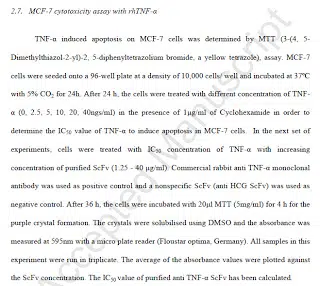 2.7. MCF-7 cytotoxicity assay with rhTNF-α
TNF-α induced apoptosis on MCF-7 cells was determined by MTT (3-(4, 5-
Dimethylthiazol-2-yl)-2, 5-diphenyltetrazolium bromide, a yellow tetrazole), assay. MCF-7
cells were seeded onto a 96-well plate at a density of 10,000 cells/ well and incubated at 37ºC
with 5% CO2 for 24h. After 24 h, the cells were treated with different concentration of TNF-
α (0, 2.5, 5, 10, 20, 40ngs/ml) in the presence of 1µg/ml of Cyclohexamide in order to
determine the IC50 value of TNF-α to induce apoptosis in MCF-7 cells. In the next set of
experiments, cells were treated with IC50 concentration of TNF-α with increasing
concentration of purified ScFv (1.25 - 40 µg/ml). Commercial rabbit anti TNF-α monoclonal
antibody was used as positive control and a nonspecific ScFv (anti HCG ScFv) was used as
negative control. After 36 h, the cells were incubated with 20µl MTT (5mg/ml) for 4 h for the
purple crystal formation. The crystals were solubilised using DMSO and the absorbance was
measured at 595nm with a micro plate reader (Floustar optima, Germany). All samples in this
experiment were run in triplicate. The average of the absorbance values were plotted against
the ScFv concentration. The IC50 value of purified anti TNF-α ScFv has been calculated.
Accepted Manuscript